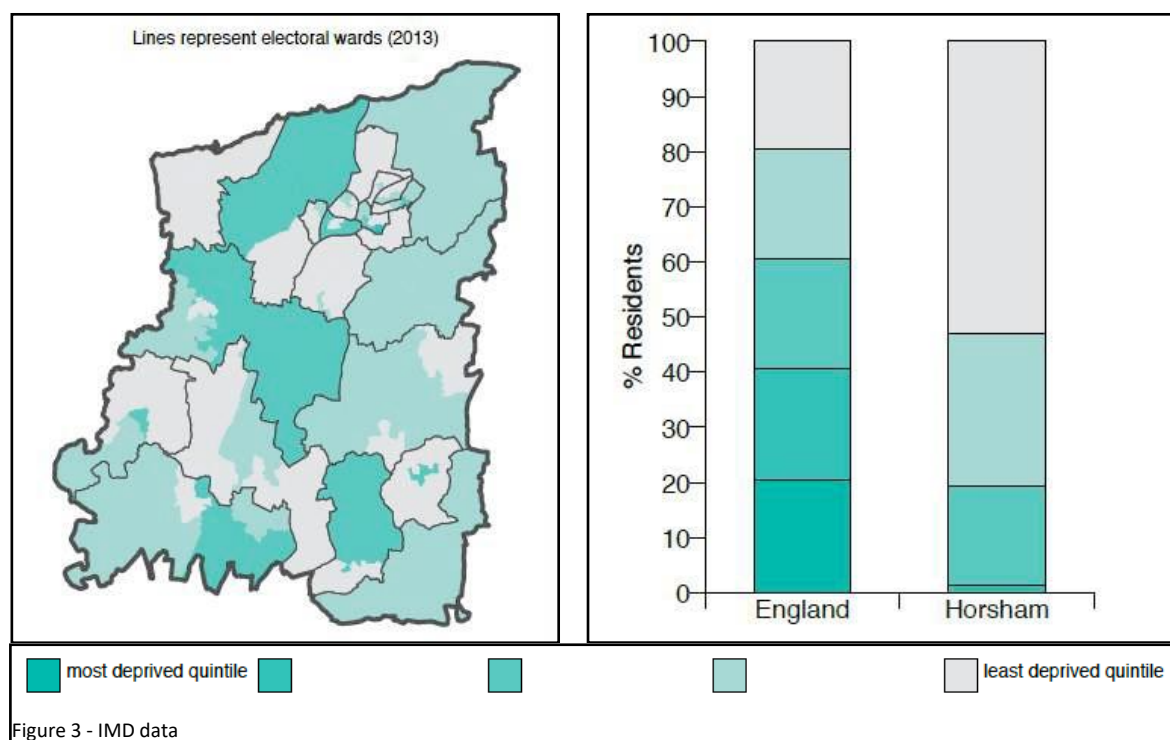 Lines represent electoral wards (2013)
100
90
80
70
60
50
40
30
20
10
0
% Residents
England
Horsham
most deprived quintile
least deprived quintile
Figure 3 - IMD data